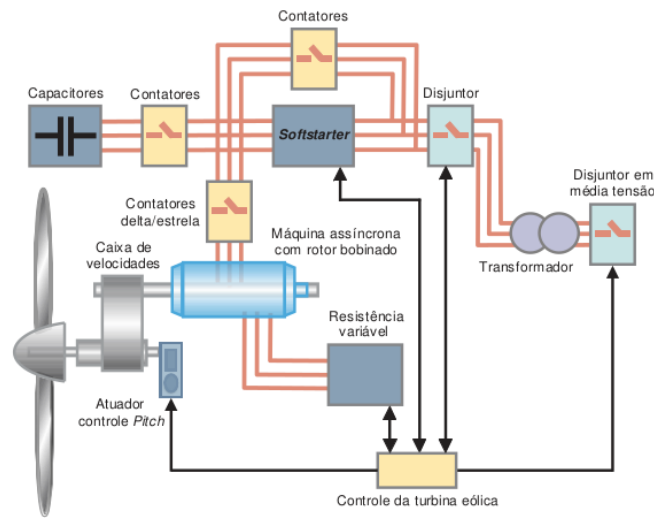 Contatores
Capacitores
Contatores
Softstarter
Disjuntor
Contatores
delta/estrela
Disjuntor em
média tensão
Caixa de
velocidades
Máquina assíncrona
com rotor bobinado
Transformador
Resistência
variável
Atuador
controle Pitch
Controle da turbina eólica